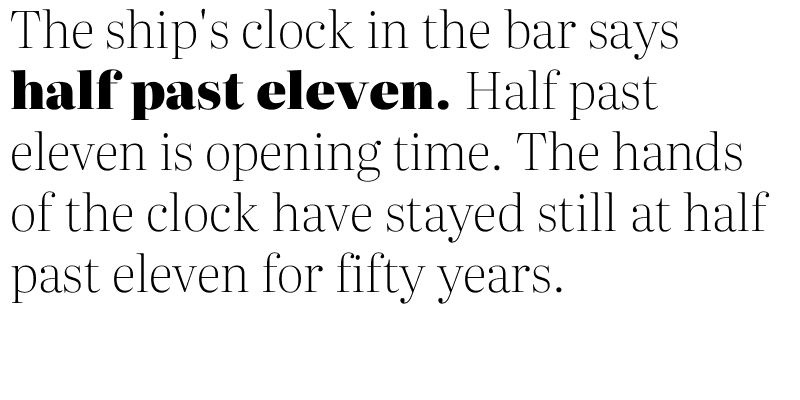 The ship's clock in the bar says
half past eleven. Half past
eleven is opening time. The hands
of the clock have stayed still at half
past eleven for fifty years.